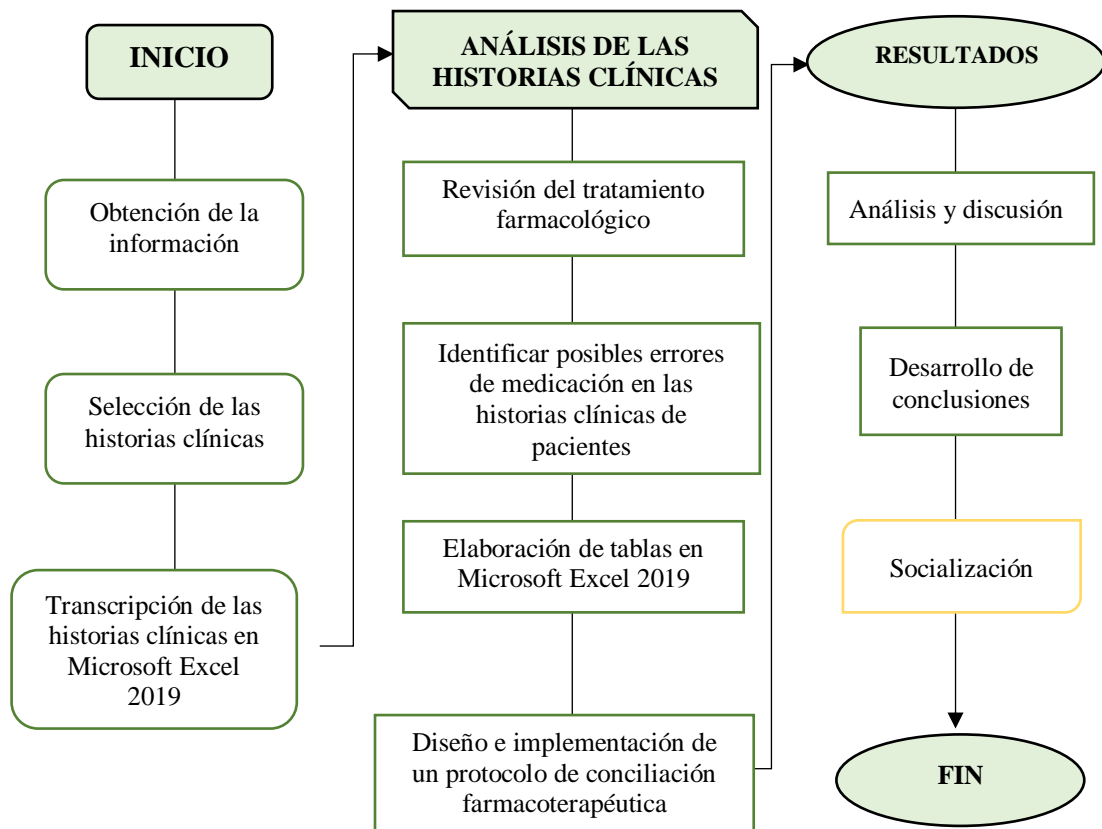 INICIO
Obtención de la
información
Selección de las
historias clínicas
Transcripción de las
historias clínicas en
Microsoft Excel
2019
ANÁLISIS DE LAS
HISTORIAS CLÍNICAS
Revisión del tratamiento
farmacológico
Identificar posibles errores
de medicación en las
historias clínicas de
pacientes
Elaboración de tablas en
Microsoft Excel 2019
Diseño e implementación de
un protocolo de conciliación
farmacoterapéutica
RESULTADOS
Análisis y discusión
Desarrollo de
conclusiones
Socialización
FIN